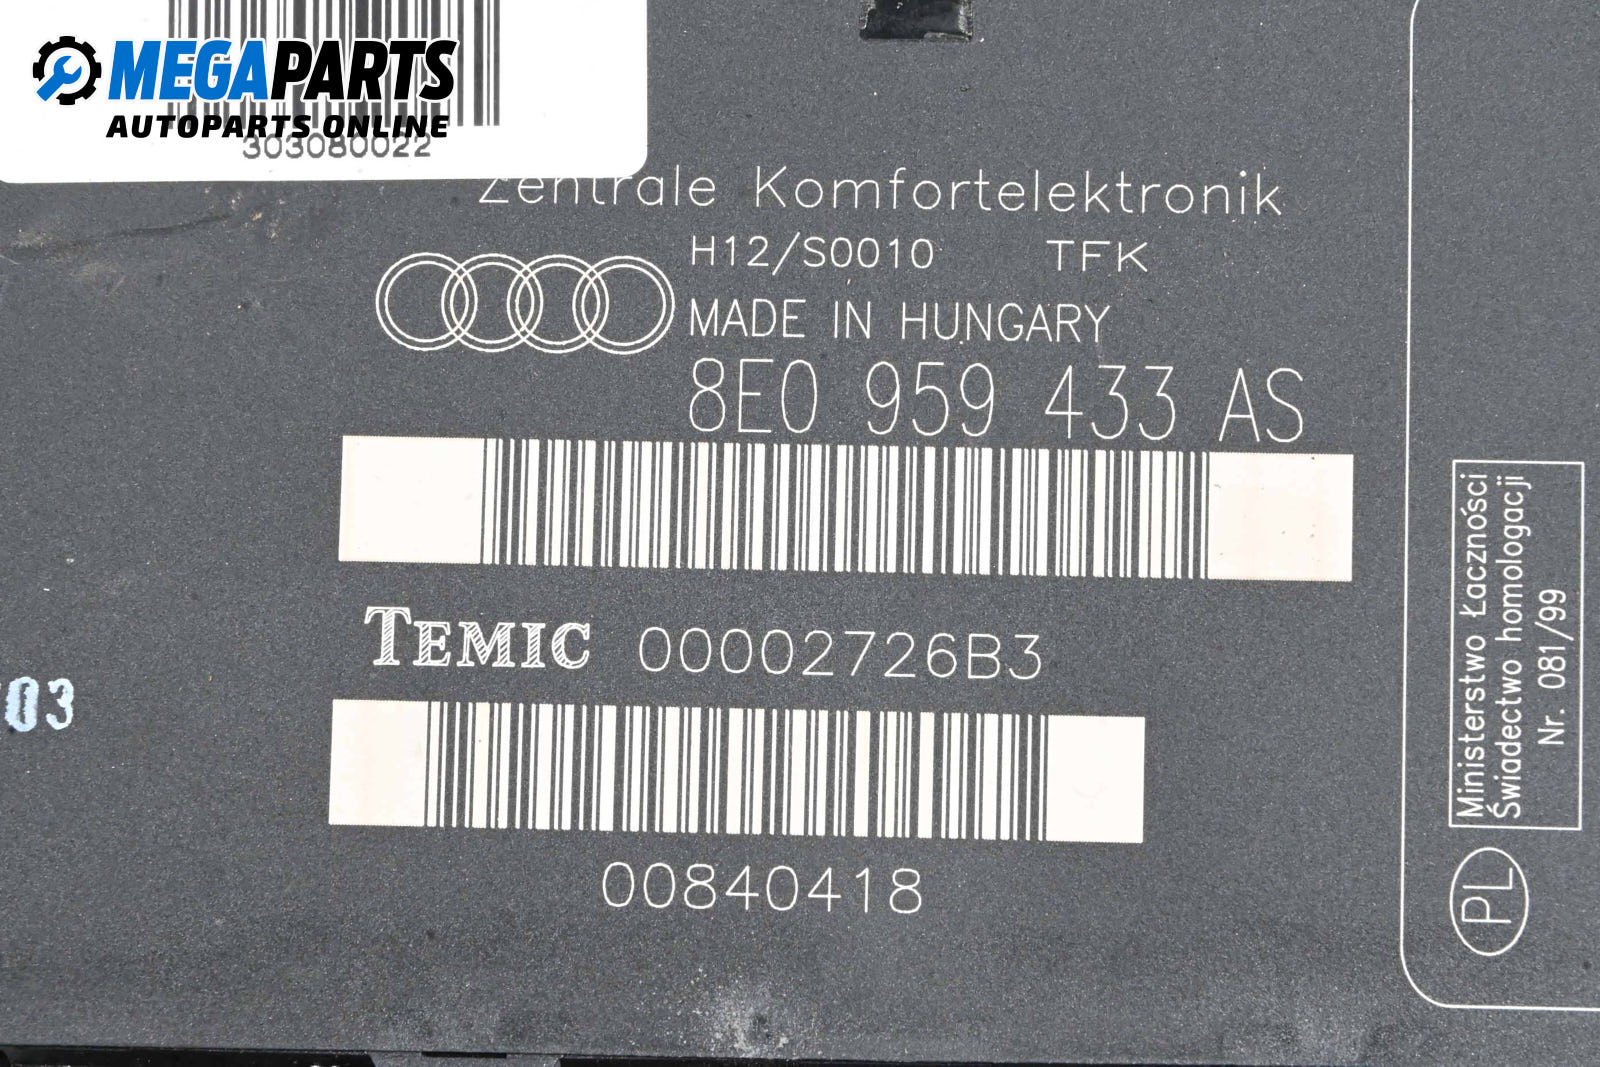 MEGAPARTS
AUTOPARTS ONLINE
303080022
Zentrale Komfortelektronik
H12/S0010 TFK
MADE IN HUNGARY
8E0 959 433 AS
TEMIC 00002726B3
03
00840418
Ministerstwo Łaczności
Świadectwo homologacji
Nr. 081/99
PL